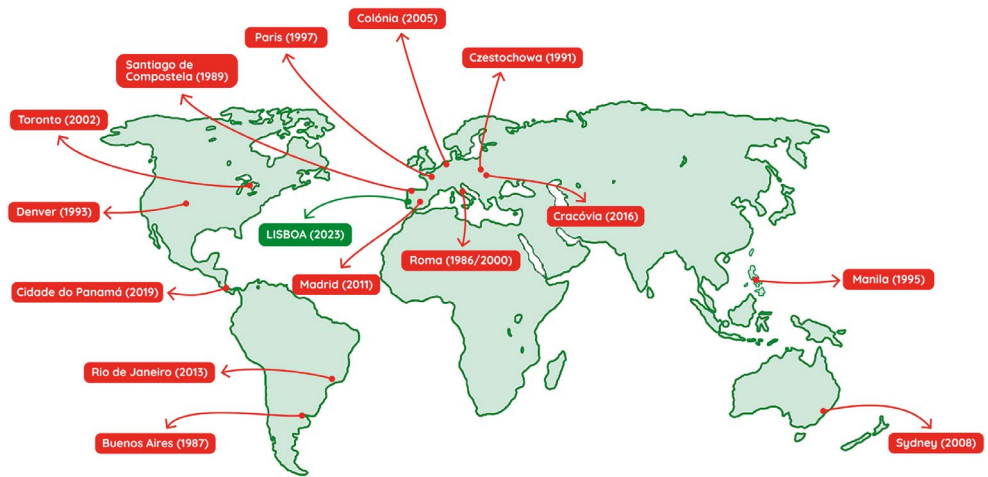 Colónia (2005)
Paris (1997)
Czestochowa (1991)
Santiago de
Compostela (1989)
Toronto (2002)
Denver (1993)
LISBOA (2023)
Cracóvia (2016)
Roma (1986/2000)
Madrid (2011)
Manila (1995)
Cidade do Panamá (2019)
Rio de Janeiro (2013)
Buenos Aires (1987)
Sydney (2008)